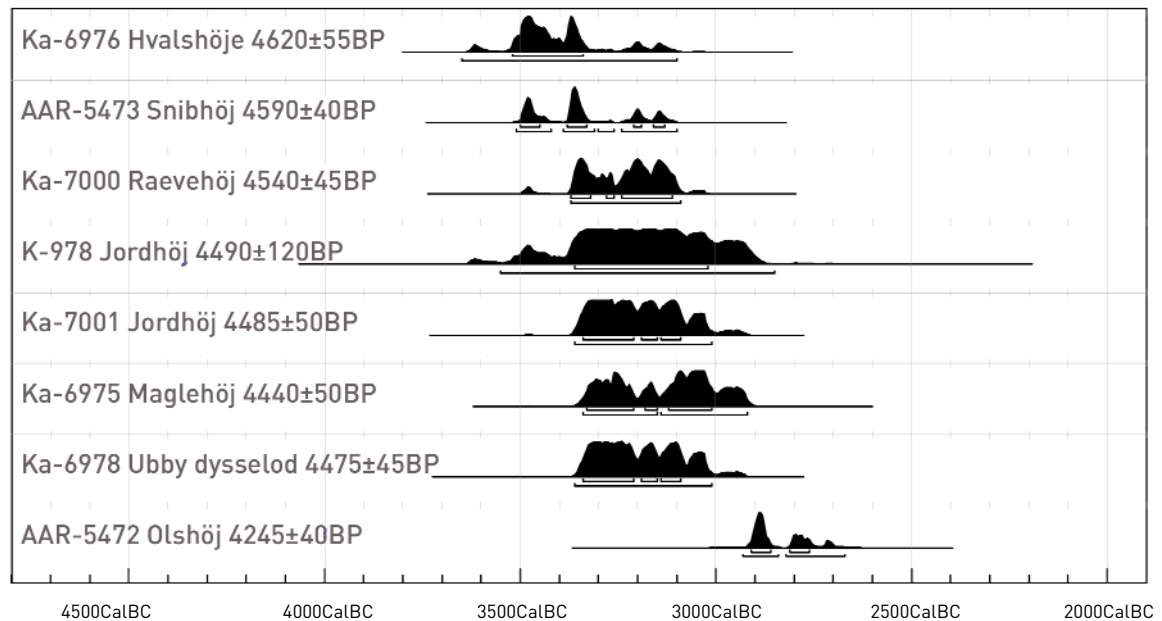 Ka-6976 Hvalshöje 4620±55BP
AAR-5473 Snibhöj 4590±40BP
Ka-7000 Raevehöj 4540±45BP
K-978 Jordhöj 4490±120BP
Ka-7001 Jordhöj 4485±50BP
Ka-6975 Maglehöj 4440±50BP
Ka-6978 Ubby dysselod 4475±45BP
AAR-5472 Olshöj 4245±40BP
4500CalBC 4000CalBC 3500CalBC 3000CalBC 2500CalBC 2000CalBC